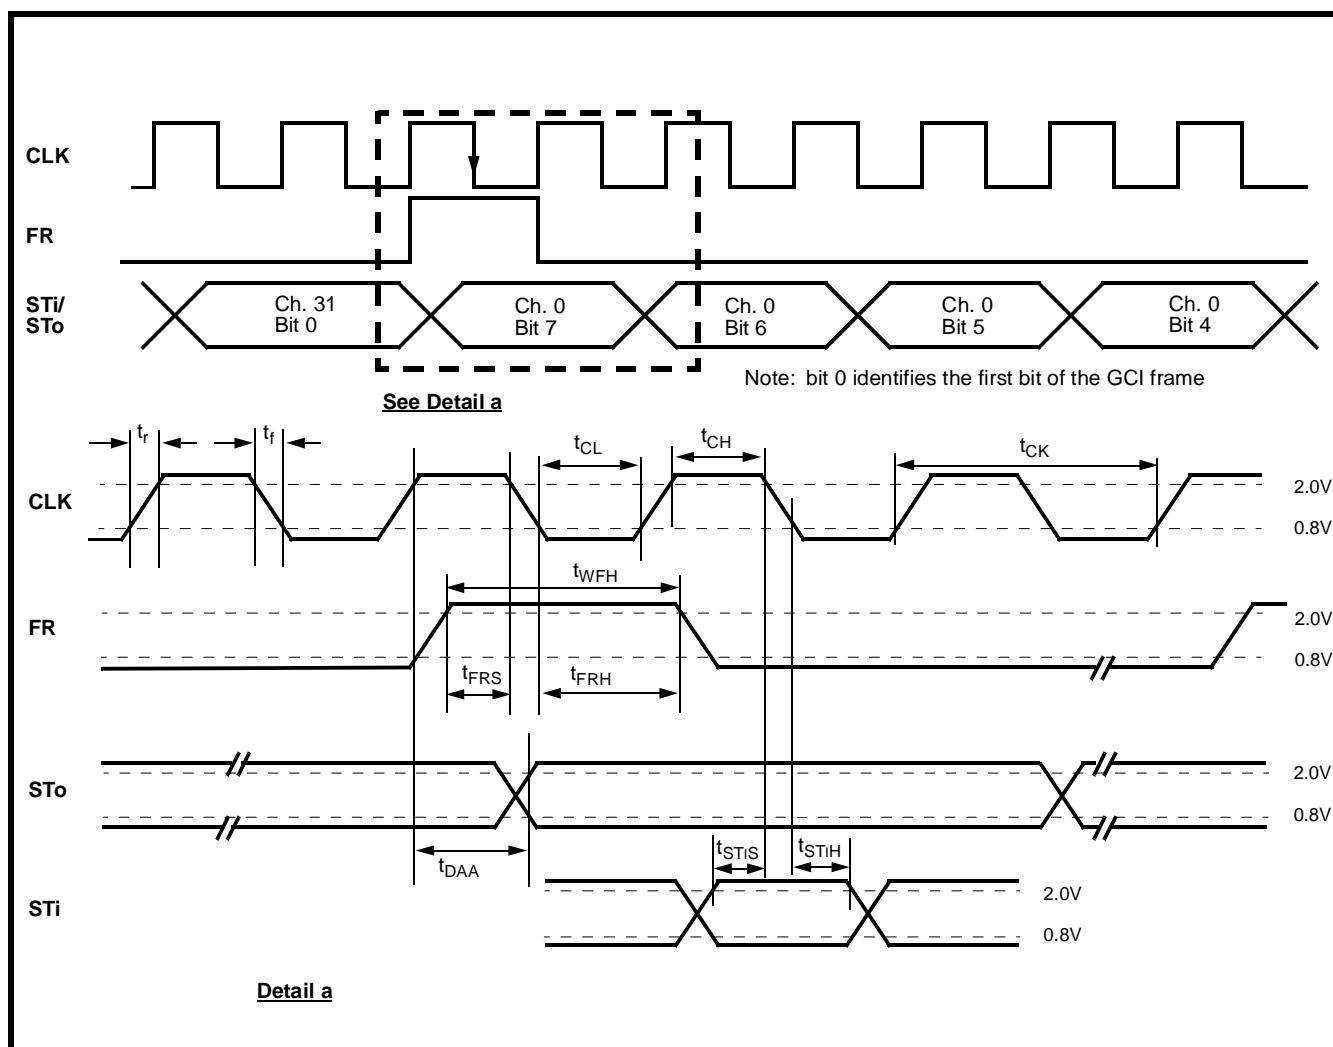 CLK
FR
STi/
STo
Ch. 31
Bit 0
Ch. 0
Bit 7
Ch. 0
Bit 6
Ch. 0
Bit 5
Ch. 0
Bit 4
Note: bit 0 identifies the first bit of the GCI frame
See Detail a
tr
tf
tCL
tCH
tCK
CLK
2.0V
0.8V
tWFH
FR
2.0V
0.8V
tFRS
tFRH
STo
2.0V
0.8V
tDAA
tSTiS
tSTiH
STi
2.0V
0.8V
Detail a